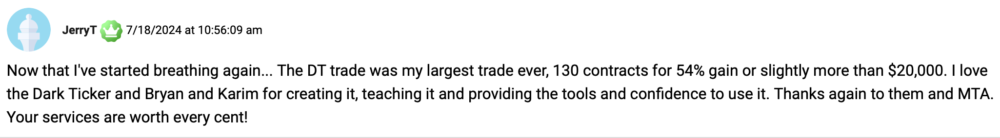 JerryT 7/18/2024 at 10:56:09 am
Now that I've started breathing again... The DT trade was my largest trade ever, 130 contracts for 54% gain or slightly more than $20,000. I love
the Dark Ticker and Bryan and Karim for creating it, teaching it and providing the tools and confidence to use it. Thanks again to them and MTA.
Your services are worth every cent!